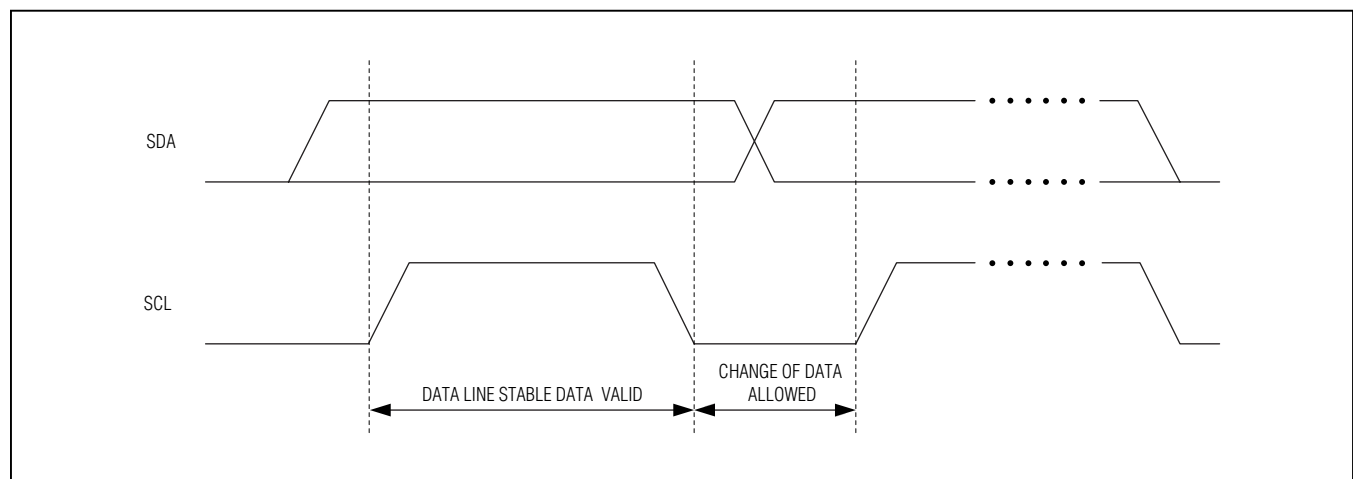 SDA
SCL
DATA LINE STABLE DATA VALID
CHANGE OF DATA
ALLOWED